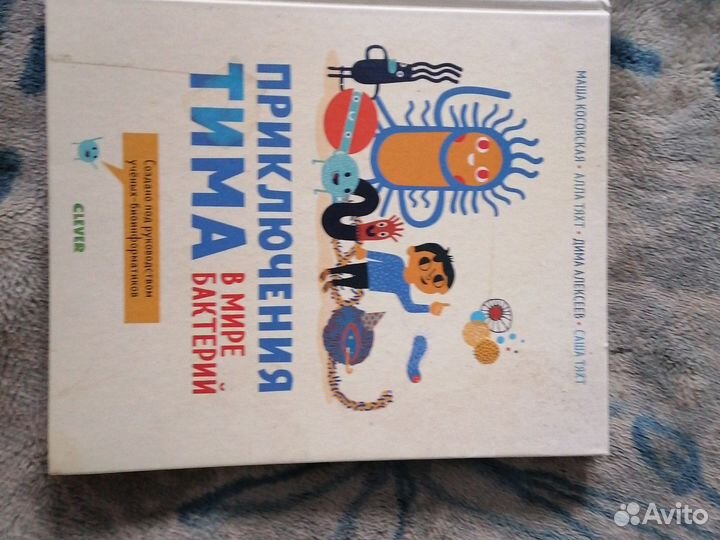 МАША КОСОВСКАЯ • АЛЛА ТЯХТ • ДИМА АЛЕКСЕЕВ • САША ТЯХТ
ПРИКЛЮЧЕНИЯ
ТИМА В МИРЕ
БАКТЕРИЙ
Создано под руководством
учёных-биоинформатиков
CLEVER
Avito